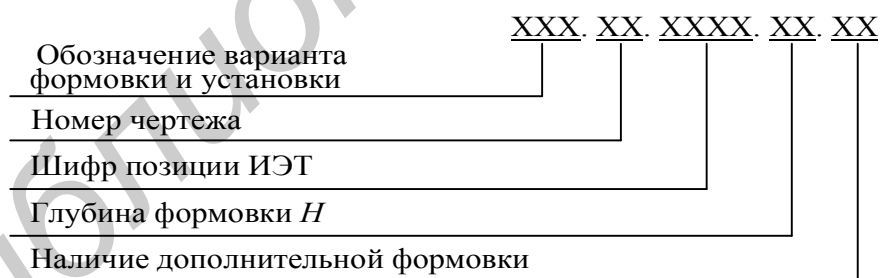 XXX. XX. XXXX. XX. XX
Обозначение варианта
формовки и установки
Номер чертежа
Шифр позиции ИЭТ
Глубина формовки H
Наличие дополнительной формовки